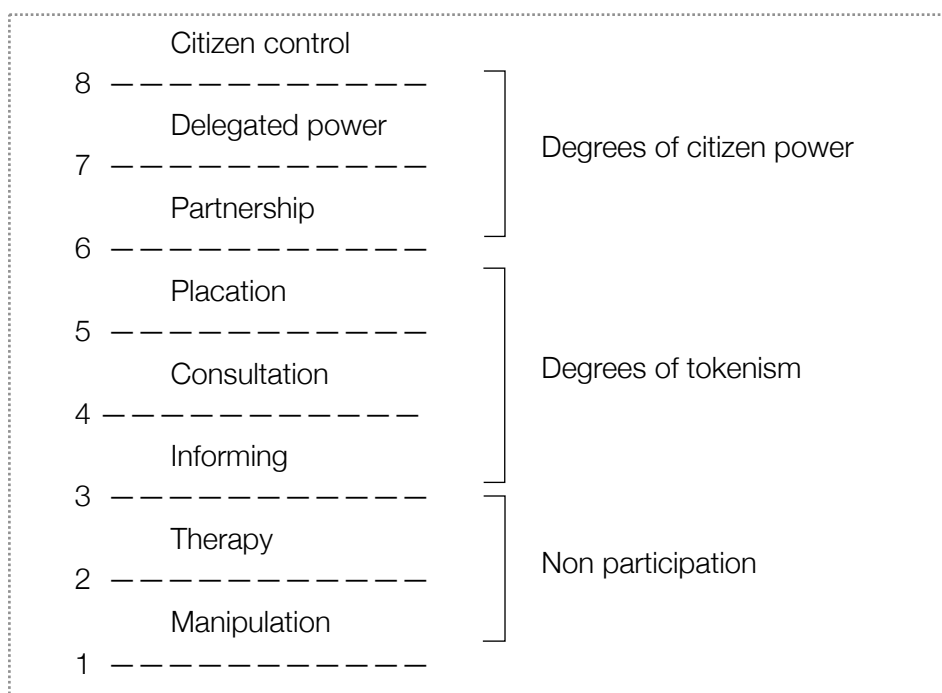 Citizen control
8
Delegated power
7
Degrees of citizen power
Partnership
6
Placation
5
Degrees of tokenism
Consultation
4
Informing
3
Therapy
Non participation
2
Manipulation
1